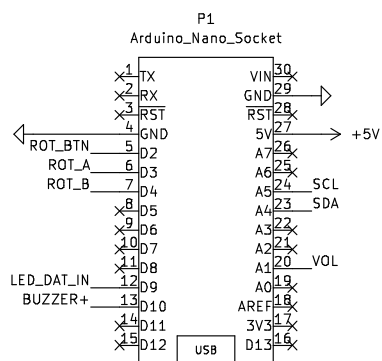 P1
Arduino_Nano_Socket
1 TX VIN 30
2 RX GND 29
3 RST RST 28
4 GND 5V 27 +5V
ROT_BTN 5 D2 A7 26
ROT_A 6 D3 A6 25
ROT_B 7 D4 A5 24 SCL
8 D5 A4 23 SDA
9 D6 A3 22
10 D7 A2 21
11 D8 A1 20 VOL
LED_DAT_IN 12 D9 A0 19
BUZZER+ 13 D10 AREF 18
14 D11 3V3 17
15 D12 D13 16
USB